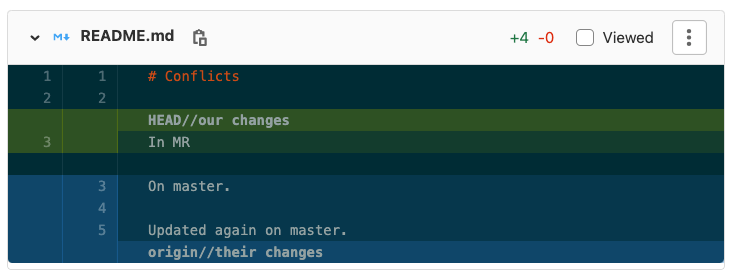 M↓ README.md +4 -0 Viewed
1 1 # Conflicts
2 2
HEAD//our changes
3 In MR
3 On master.
4
5 Updated again on master.
origin//their changes